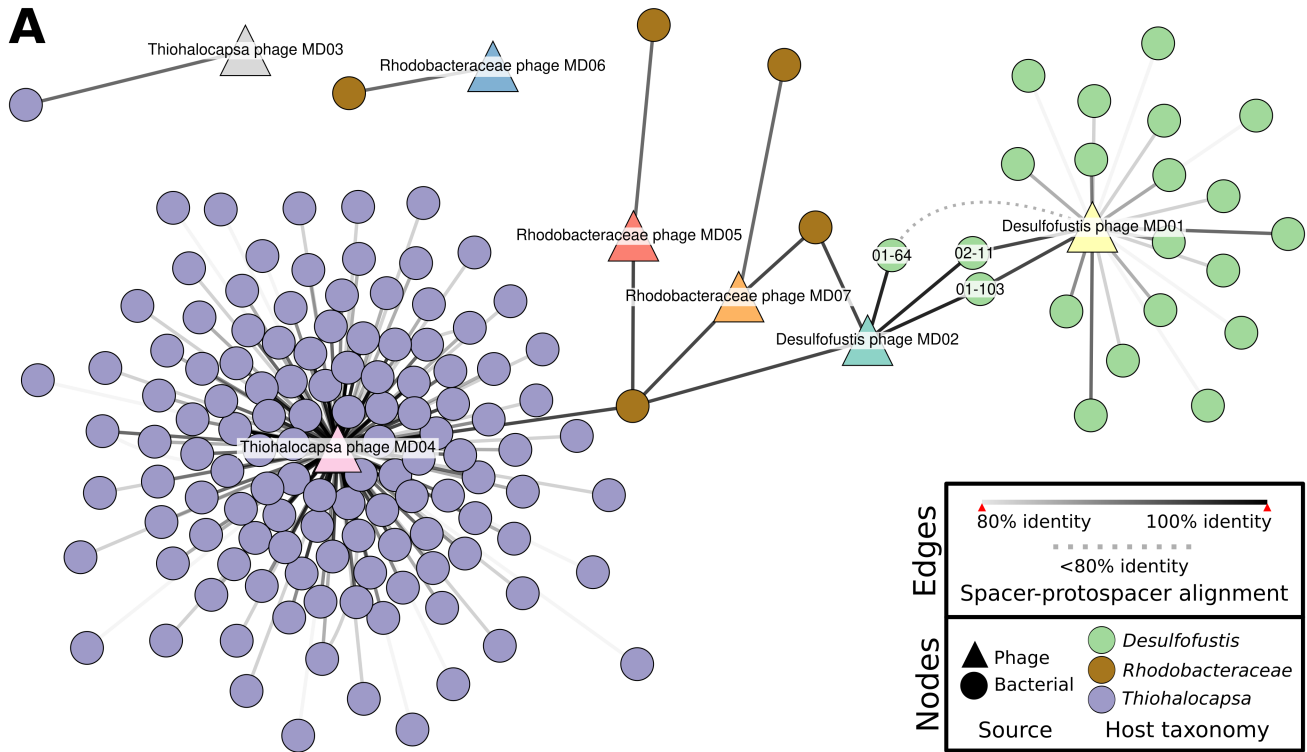 A
Thiohalocapsa phage MD03
Rhodobacteraceae phage MD06
Rhodobacteraceae phage MD05
Desulfofustis phage MD01
01-64
02-11
01-103
Rhodobacteraceae phage MD07
Desulfofustis phage MD02
Thiohalocapsa phage MD04
Edges
80% identity
100% identity
<80% identity
Spacer-protospacer alignment
Nodes
Phage
Bacterial
Source
Desulfofustis
Rhodobacteraceae
Thiohalocapsa
Host taxonomy